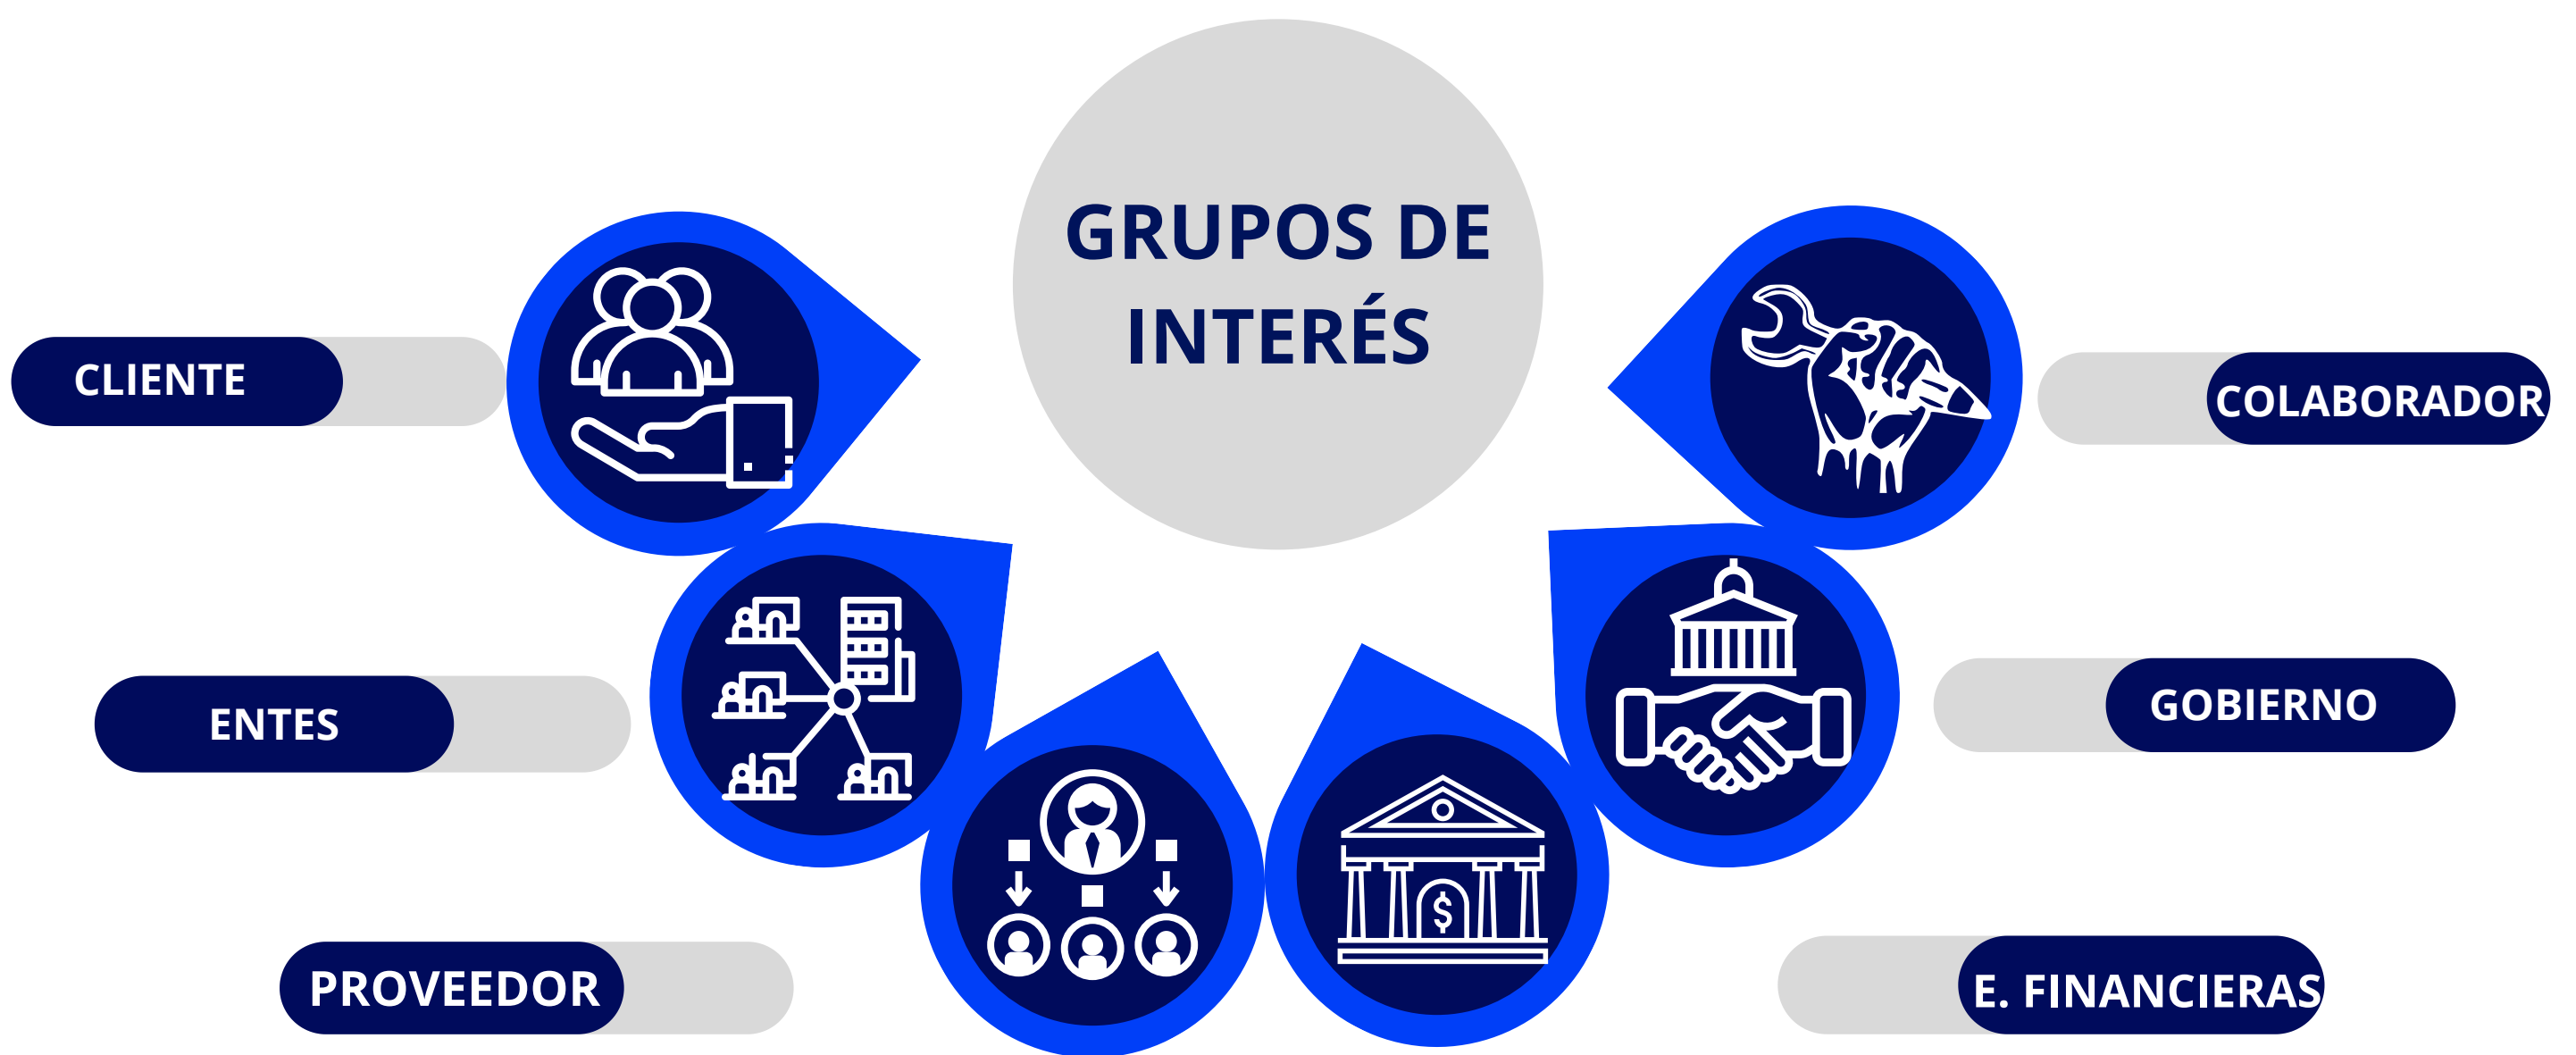 GRUPOS DE
INTERÉS
CLIENTE
ENTES
PROVEEDOR
COLABORADOR
GOBIERNO
E. FINANCIERAS
$